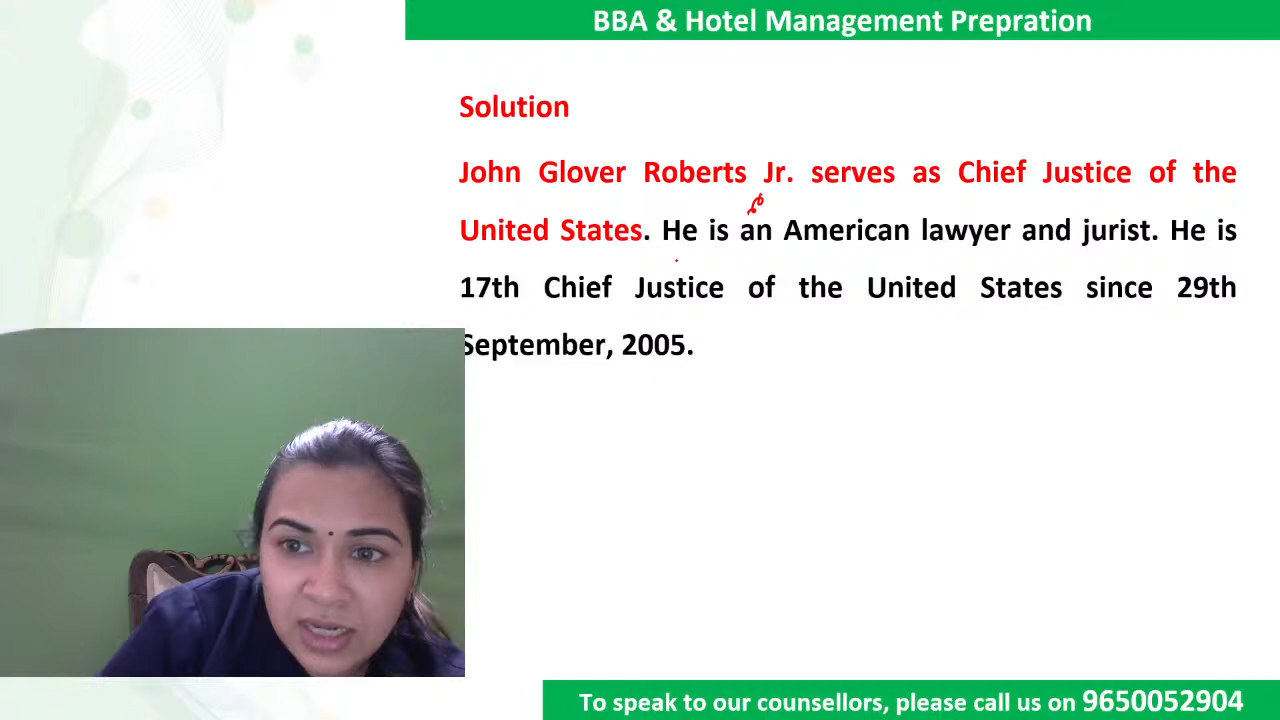 BBA & Hotel Management Prepration
Solution
John Glover Roberts Jr. serves as Chief Justice of the
United States. He is an American lawyer and jurist. He is
17th Chief Justice of the United States since 29th
September, 2005.
To speak to our counsellors, please call us on 9650052904